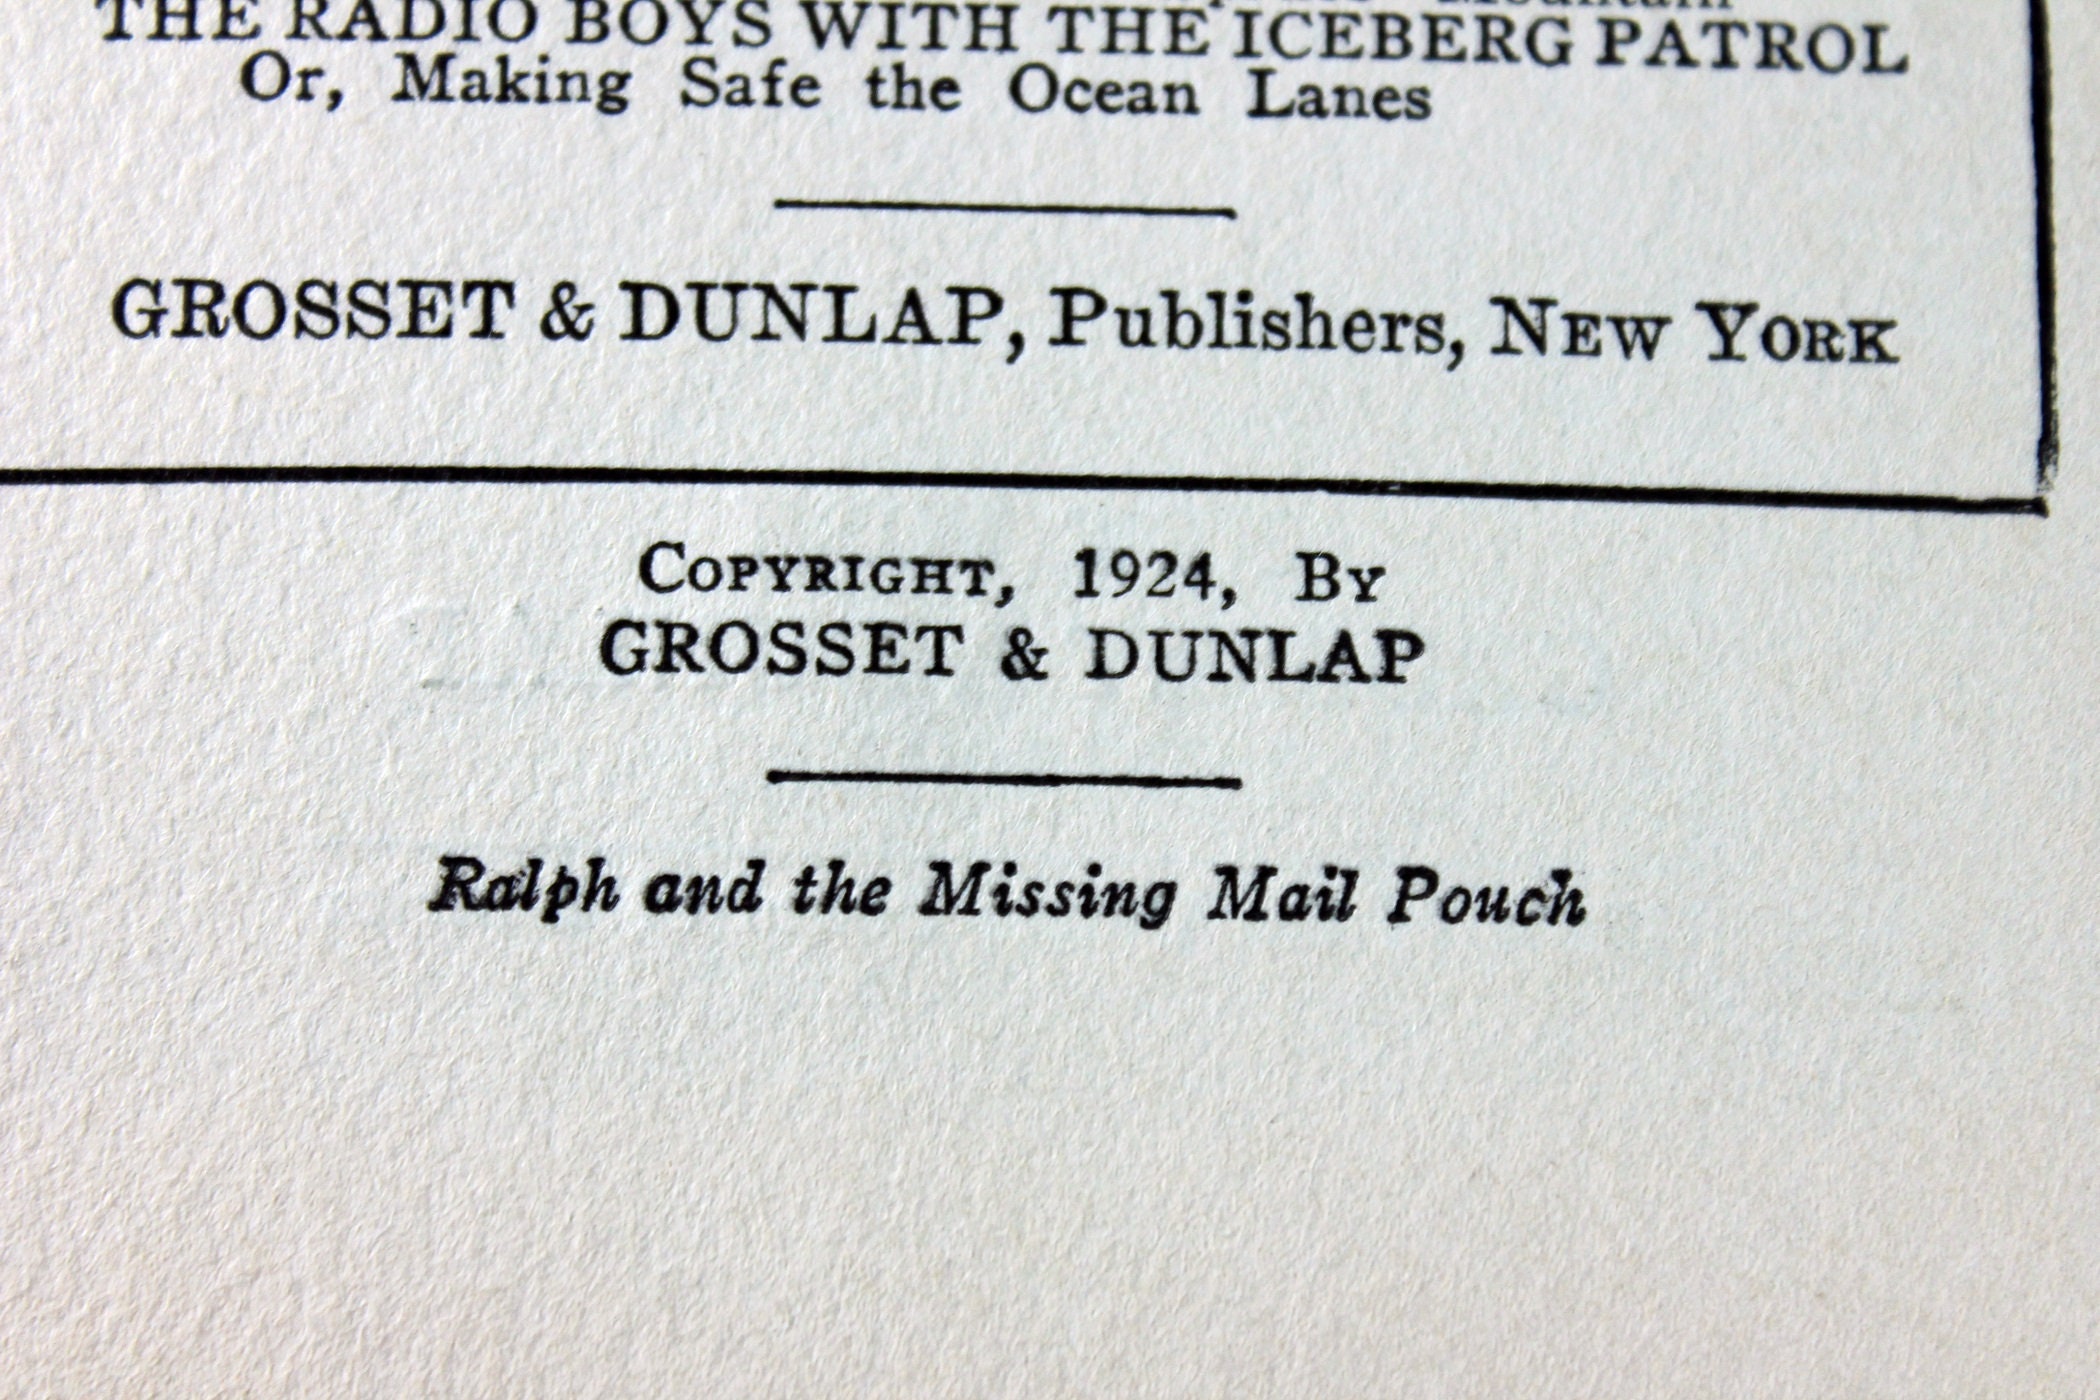 Mountain
THE RADIO BOYS WITH THE ICEBERG PATROL
Or, Making Safe the Ocean Lanes
GROSSET & DUNLAP, Publishers, NEW YORK
COPYRIGHT, 1924, BY
GROSSET & DUNLAP
Ralph and the Missing Mail Pouch